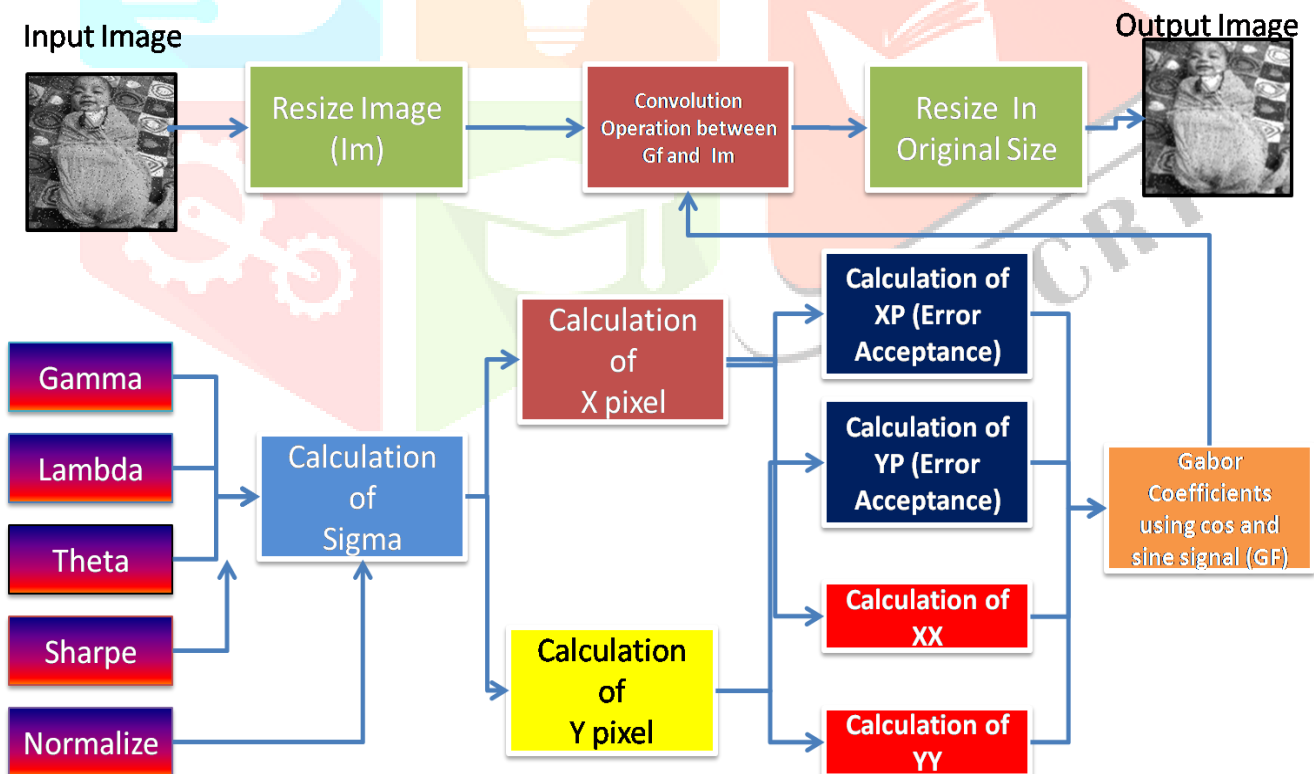 Input Image
Output Image
Resize Image
(Im)
Convolution
Operation between
Gf and Im
Resize In
Original Size
Gamma
Lambda
Theta
Sharpe
Normalize
Calculation
of
Sigma
Calculation
of
X pixel
Calculation
of
Y pixel
Calculation of
XP (Error
Acceptance)
Calculation of
YP (Error
Acceptance)
Calculation of
XX
Calculation of
YY
Gabor
Coefficients
using cos and
sine signal (GF)
CRT